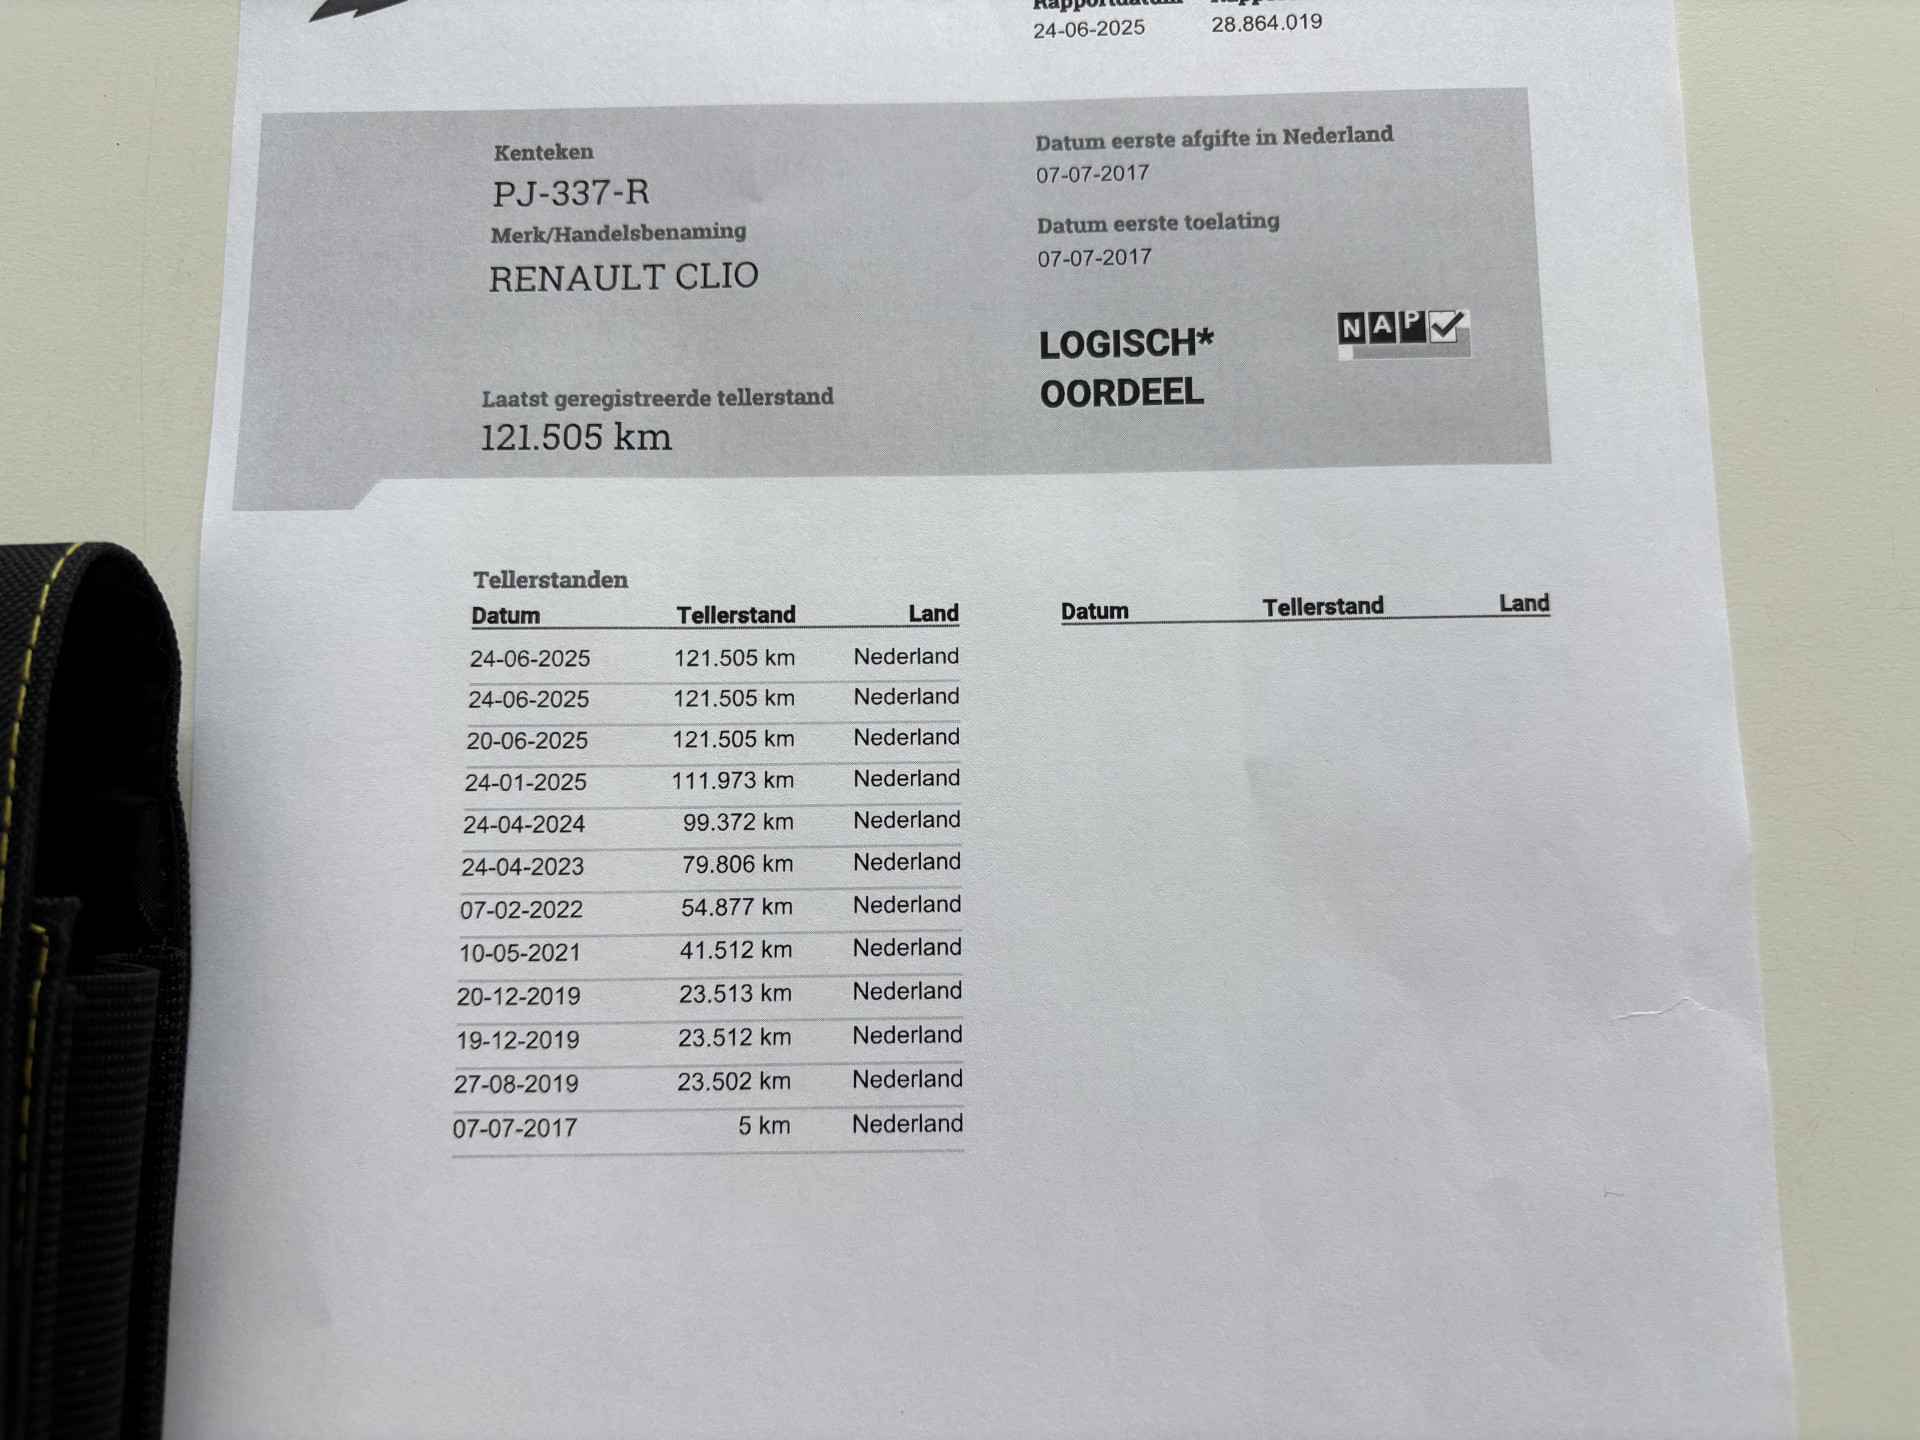 Rapportdatum
24-06-2025 28.864.019
Kenteken
PJ-337-R
Merk/Handelsbenaming
RENAULT CLIO
Laatst geregistreerde tellerstand
121.505 km
Datum eerste afgifte in Nederland
07-07-2017
Datum eerste toelating
07-07-2017
LOGISCH*
OORDEEL
NAP
Tellerstanden
Datum Tellerstand Land
24-06-2025 121.505 km Nederland
24-06-2025 121.505 km Nederland
20-06-2025 121.505 km Nederland
24-01-2025 111.973 km Nederland
24-04-2024 99.372 km Nederland
24-04-2023 79.806 km Nederland
07-02-2022 54.877 km Nederland
10-05-2021 41.512 km Nederland
20-12-2019 23.513 km Nederland
19-12-2019 23.512 km Nederland
27-08-2019 23.502 km Nederland
07-07-2017 5 km Nederland
Datum Tellerstand Land